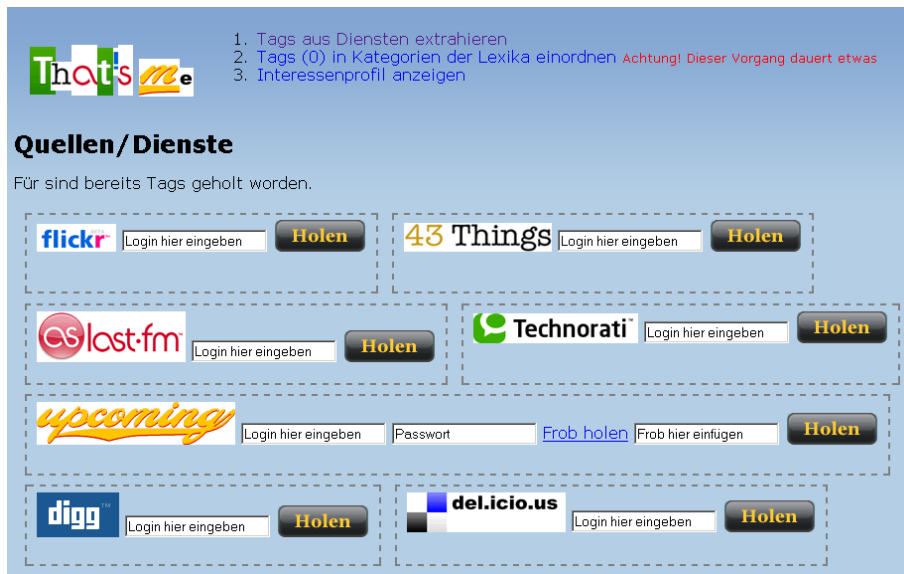 That's me
1. Tags aus Diensten extrahieren
2. Tags (0) in Kategorien der Lexika einordnen Achtung! Dieser Vorgang dauert etwas
3. Interessenprofil anzeigen
Quellen/Dienste
Für sind bereits Tags geholt worden.
flickr Login hier eingeben Holen
43 Things Login hier eingeben Holen
last·fm Login hier eingeben Holen
Technorati™ Login hier eingeben Holen
upcoming Login hier eingeben Passwort Frob holen Frob hier einfügen Holen
digg™ Login hier eingeben Holen
del.icio.us Login hier eingeben Holen